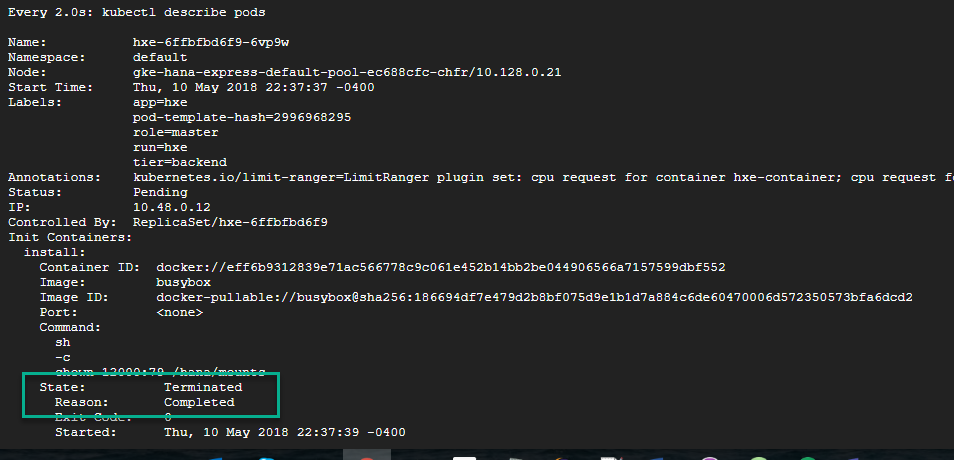 Every 2.0s: kubectl describe pods
Name: hxe-6ffbfbd6f9-6vp9w
Namespace: default
Node: gke-hana-express-default-pool-ec688cfc-chfr/10.128.0.21
Start Time: Thu, 10 May 2018 22:37:37 -0400
Labels: app=hxe
pod-template-hash=2996968295
role=master
run=hxe
tier=backend
Annotations: kubernetes.io/limit-ranger=LimitRanger plugin set: cpu request for container hxe-container; cpu request fo
Status: Pending
IP: 10.48.0.12
Controlled By: ReplicaSet/hxe-6ffbfbd6f9
Init Containers:
install:
Container ID: docker://eff6b9312839e71ac566778c9c061e452b14bb2be044906566a7157599dbf552
Image: busybox
Image ID: docker-pullable://busybox@sha256:186694df7e479d2b8bf075d9e1b1d7a884c6de60470006d572350573bfa6dcd2
Port: <none>
Command:
sh
-c
chown 12000:79 /hana/mounts
State: Terminated
Reason: Completed
Exit Code: 0
Started: Thu, 10 May 2018 22:37:39 -0400